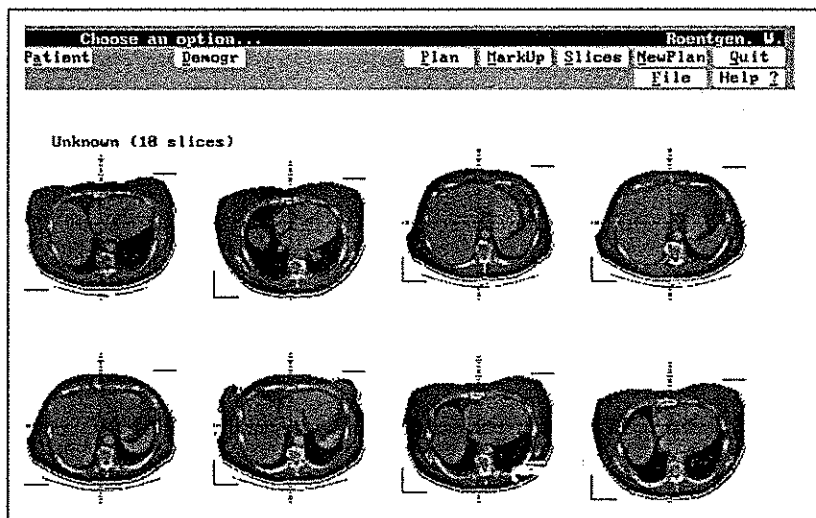 Choose an option... Roentgen, W.
Patient Demogr Plan MarkUp Slices NewPlan Quit
File Help ?
Unknown (18 slices)